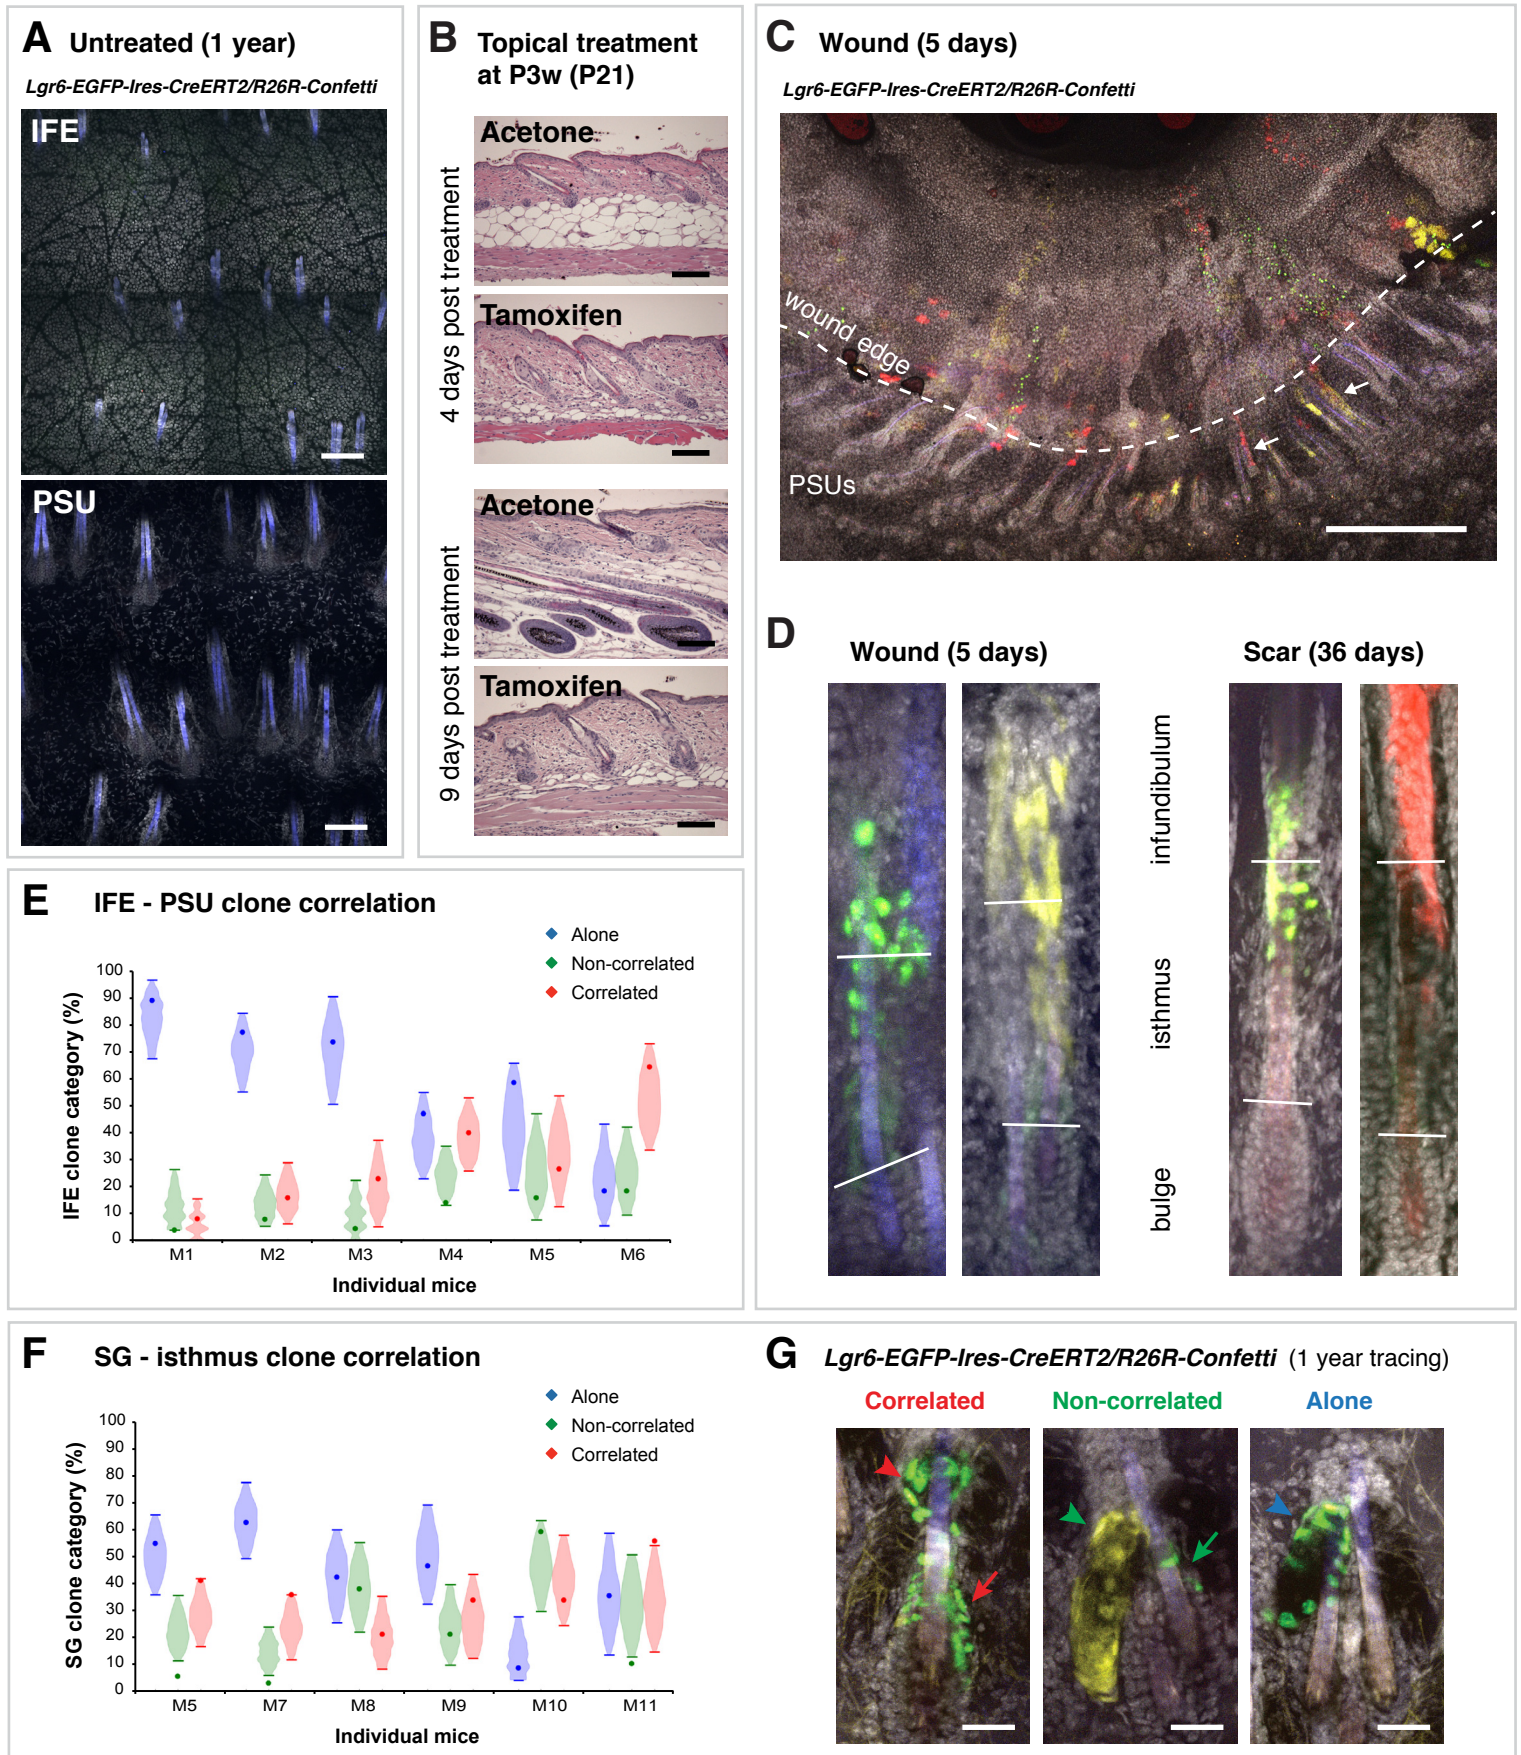 A Untreated (1 year)
Lgr6-EGFP-Ires-CreERT2/R26R-Confetti
IFE
PSU
B Topical treatment
at P3w (P21)
4 days post treatment
Acetone
Tamoxifen
9 days post treatment
Acetone
Tamoxifen
C Wound (5 days)
Lgr6-EGFP-Ires-CreERT2/R26R-Confetti
wound edge
PSUs
D
Wound (5 days)
Scar (36 days)
infundibulum
isthmus
bulge
E IFE - PSU clone correlation
Alone
Non-correlated
Correlated
IFE clone category (%)
100
90
80
70
60
50
40
30
20
10
0
M1 M2 M3 M4 M5 M6
Individual mice
F SG - isthmus clone correlation
Alone
Non-correlated
Correlated
SG clone category (%)
100
90
80
70
60
50
40
30
20
10
0
M5 M7 M8 M9 M10 M11
Individual mice
G Lgr6-EGFP-Ires-CreERT2/R26R-Confetti (1 year tracing)
Correlated Non-correlated Alone